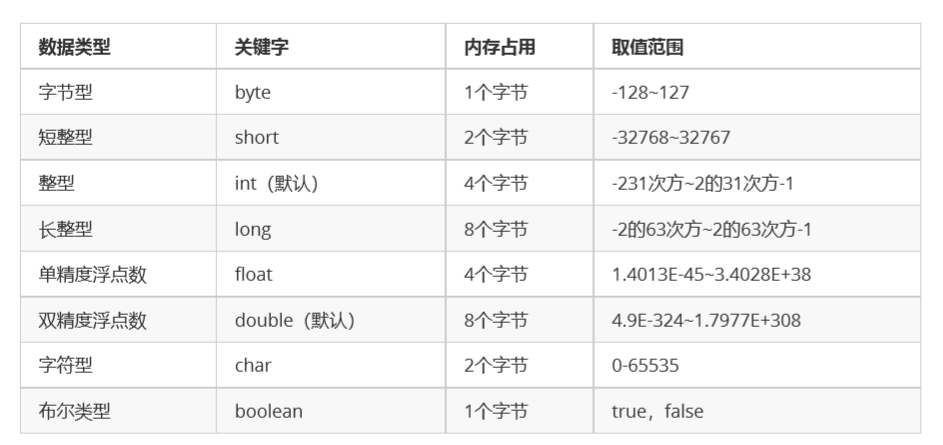 数据类型 关键字 内存占用 取值范围
字节型 byte 1个字节 -128~127
短整型 short 2个字节 -32768~32767
整型 int（默认） 4个字节 -231次方~2的31次方-1
长整型 long 8个字节 -2的63次方~2的63次方-1
单精度浮点数 float 4个字节 1.4013E-45~3.4028E+38
双精度浮点数 double（默认） 8个字节 4.9E-324~1.7977E+308
字符型 char 2个字节 0-65535
布尔类型 boolean 1个字节 true，false